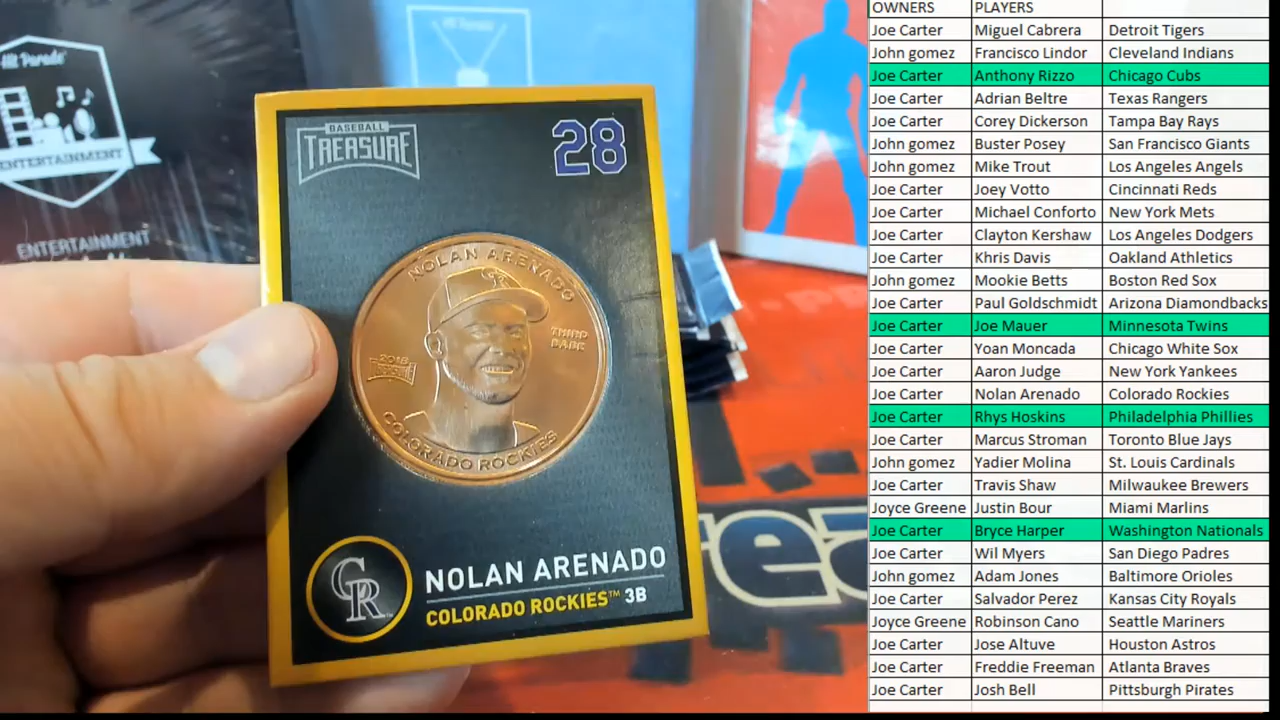 Hit Parade
ENTERTAINMENT
ENTERTAINMENT
BASEBALL
TREASURE
28
NOLAN ARENADO
THIRD
BASE
2018
TREASURE
COLORADO ROCKIES
CR
NOLAN ARENADO
COLORADO ROCKIES™ 3B
rea
OWNERS PLAYERS
Joe Carter Miguel Cabrera Detroit Tigers
John gomez Francisco Lindor Cleveland Indians
Joe Carter Anthony Rizzo Chicago Cubs
Joe Carter Adrian Beltre Texas Rangers
Joe Carter Corey Dickerson Tampa Bay Rays
John gomez Buster Posey San Francisco Giants
John gomez Mike Trout Los Angeles Angels
Joe Carter Joey Votto Cincinnati Reds
Joe Carter Michael Conforto New York Mets
Joe Carter Clayton Kershaw Los Angeles Dodgers
Joe Carter Khris Davis Oakland Athletics
John gomez Mookie Betts Boston Red Sox
Joe Carter Paul Goldschmidt Arizona Diamondbacks
Joe Carter Joe Mauer Minnesota Twins
Joe Carter Yoan Moncada Chicago White Sox
Joe Carter Aaron Judge New York Yankees
Joe Carter Nolan Arenado Colorado Rockies
Joe Carter Rhys Hoskins Philadelphia Phillies
Joe Carter Marcus Stroman Toronto Blue Jays
John gomez Yadier Molina St. Louis Cardinals
Joe Carter Travis Shaw Milwaukee Brewers
Joyce Greene Justin Bour Miami Marlins
Joe Carter Bryce Harper Washington Nationals
Joe Carter Wil Myers San Diego Padres
John gomez Adam Jones Baltimore Orioles
Joe Carter Salvador Perez Kansas City Royals
Joyce Greene Robinson Cano Seattle Mariners
Joe Carter Jose Altuve Houston Astros
Joe Carter Freddie Freeman Atlanta Braves
Joe Carter Josh Bell Pittsburgh Pirates